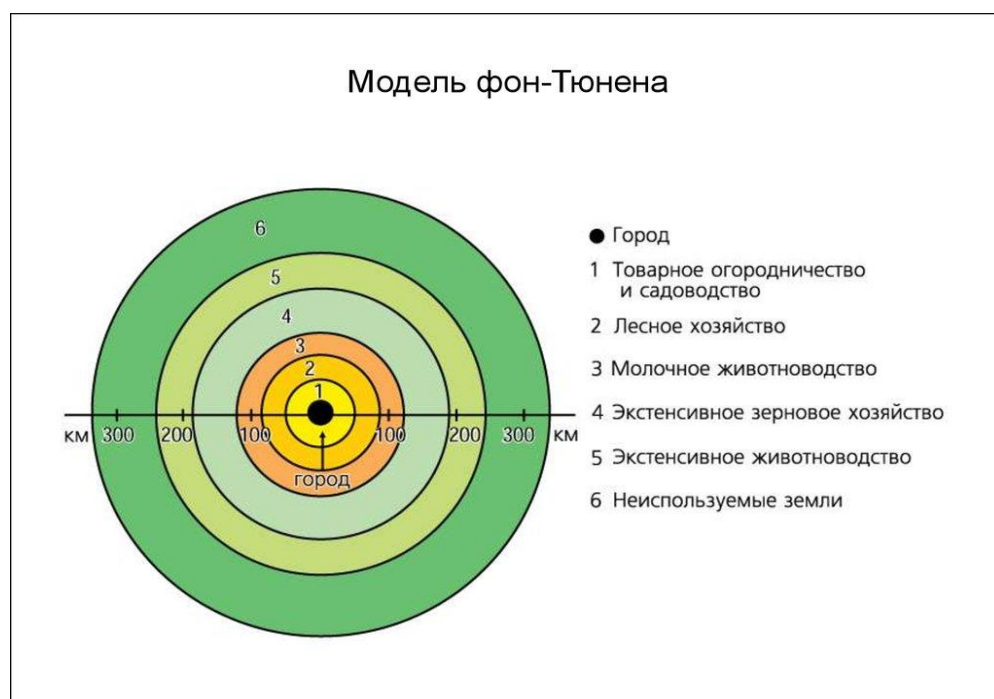 Модель фон-Тюнена
6
5
4
3
2
1
км 300 200 100 100 200 300 км
город
Город
1 Товарное огородничество
и садоводство
2 Лесное хозяйство
3 Молочное животноводство
4 Экстенсивное зерновое хозяйство
5 Экстенсивное животноводство
6 Неиспользуемые земли